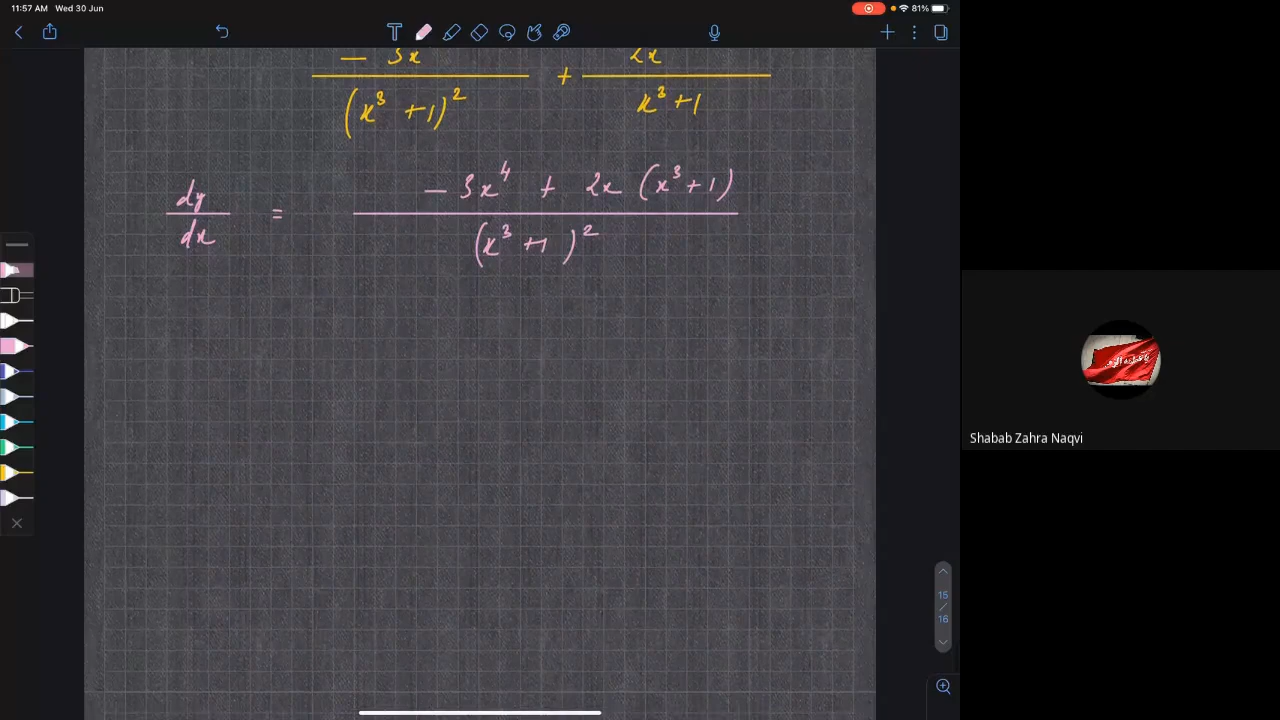 11:57 AM Wed 30 Jun
81%
− 3x / (x³ + 1)² + 2x / x³ + 1
dy/dx = − 3x⁴ + 2x (x³ + 1) / (x³ + 1)²
Shabab Zahra Naqvi
15
/
16